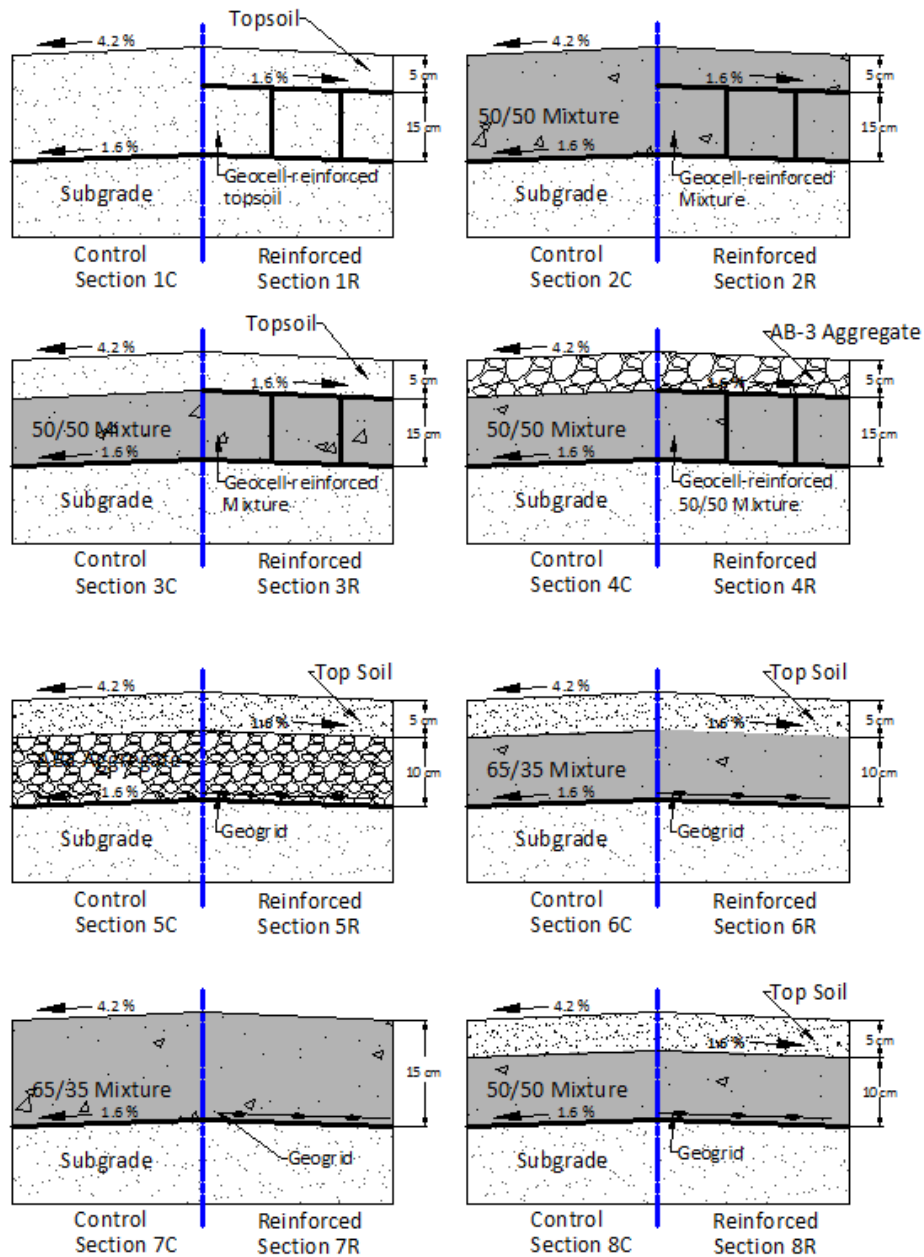 Topsoil
4.2 %
1.6 %
5 cm
15 cm
1.6 %
Subgrade
Geocell-reinforced
topsoil
Control
Section 1C
Reinforced
Section 1R
4.2 %
1.6 %
5 cm
50/50 Mixture
15 cm
1.6 %
Subgrade
Geocell-reinforced
Mixture
Control
Section 2C
Reinforced
Section 2R
Topsoil
4.2 %
1.6 %
5 cm
50/50 Mixture
15 cm
1.6 %
Subgrade
Geocell-reinforced
Mixture
Control
Section 3C
Reinforced
Section 3R
AB-3 Aggregate
4.2 %
1.6 %
5 cm
50/50 Mixture
15 cm
1.6 %
Subgrade
Geocell-reinforced
50/50 Mixture
Control
Section 4C
Reinforced
Section 4R
Top Soil
4.2 %
1.6 %
5 cm
Aggregate
10 cm
1.6 %
Subgrade
Geogrid
Control
Section 5C
Reinforced
Section 5R
Top Soil
4.2 %
1.6 %
5 cm
65/35 Mixture
10 cm
1.6 %
Subgrade
Geogrid
Control
Section 6C
Reinforced
Section 6R
4.2 %
15 cm
65/35 Mixture
1.6 %
Subgrade
Geogrid
Control
Section 7C
Reinforced
Section 7R
Top Soil
4.2 %
1.6 %
5 cm
50/50 Mixture
10 cm
1.6 %
Subgrade
Geogrid
Control
Section 8C
Reinforced
Section 8R